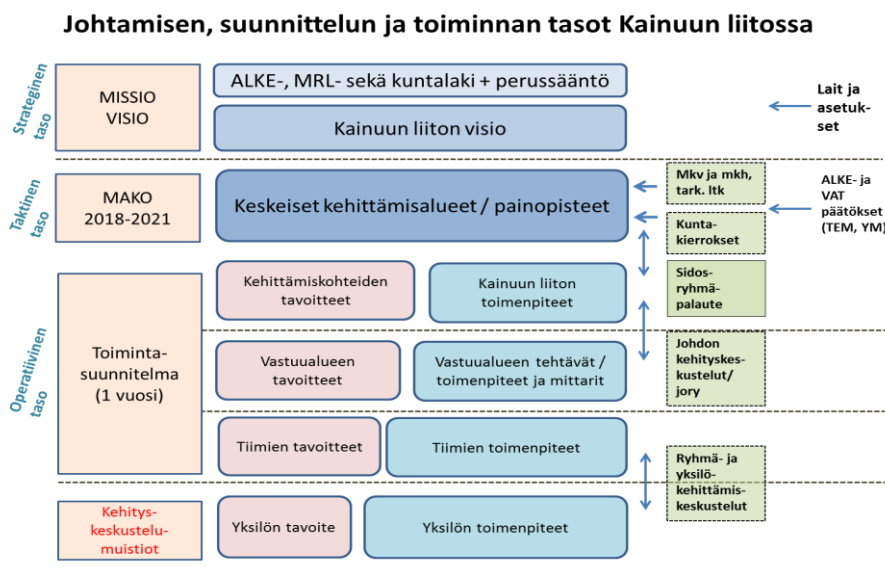 Johtamisen, suunnittelun ja toiminnan tasot Kainuun liitossa
Strateginen
taso
MISSIO
VISIO
ALKE-, MRL- sekä kuntalaki + perussääntö
Kainuun liiton visio
Lait ja
asetuk-
set
Taktinen
taso
MAKO
2018-2021
Keskeiset kehittämisalueet / painopisteet
Mkv ja mkh,
tark. ltk
Kunta-
kierrokset
ALKE- ja
VAT
päätökset
(TEM, YM)
Operatiivinen
taso
Toiminta-
suunnitelma
(1 vuosi)
Kehittämiskohteiden
tavoitteet
Kainuun liiton
toimenpiteet
Sidos-
ryhmä-
palaute
Vastuualueen
tavoitteet
Vastuualueen tehtävät /
toimenpiteet ja mittarit
Johdon
kehityskes-
kustelut/
jory
Tiimien tavoitteet
Tiimien toimenpiteet
Ryhmä- ja
yksilö-
kehittämis-
keskustelut
Kehitys-
keskustelu-
muistiot
Yksilön tavoite
Yksilön toimenpiteet